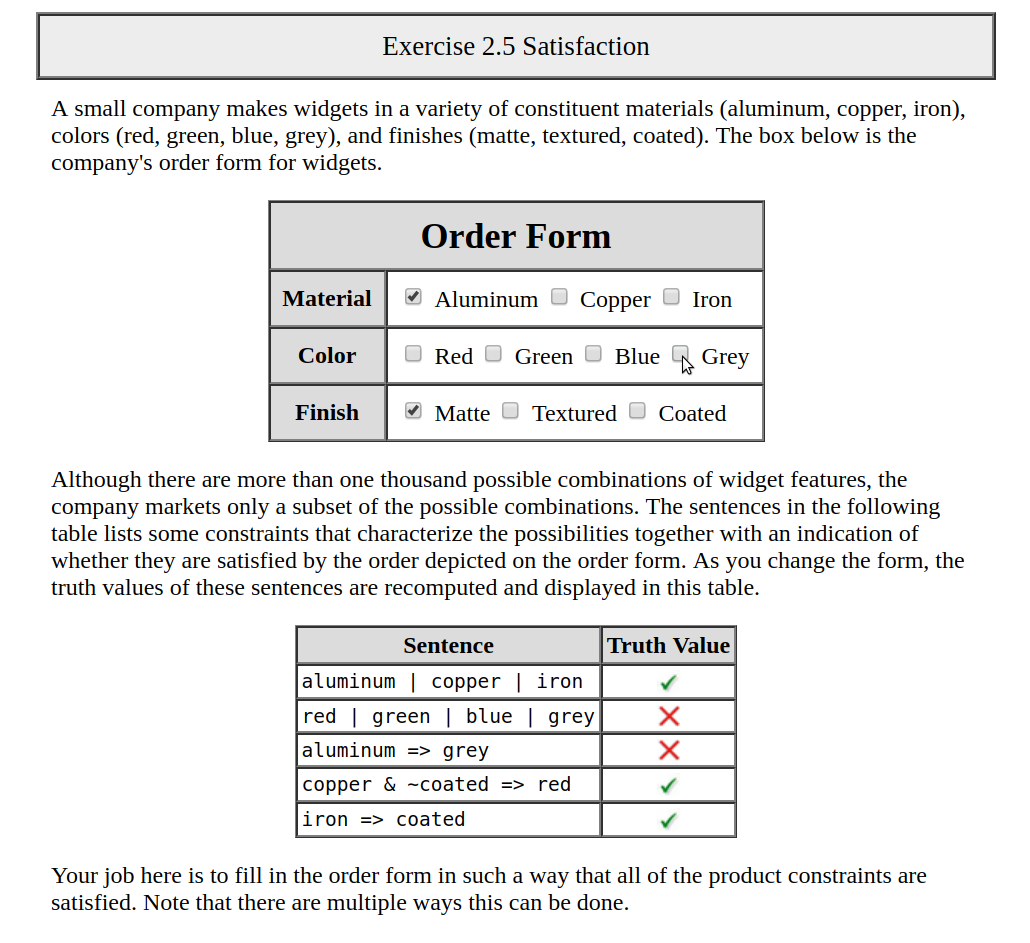 Exercise 2.5 Satisfaction
A small company makes widgets in a variety of constituent materials (aluminum, copper, iron),
colors (red, green, blue, grey), and finishes (matte, textured, coated). The box below is the
company's order form for widgets.
Order Form
Material Aluminum Copper Iron
Color Red Green Blue Grey
Finish Matte Textured Coated
Although there are more than one thousand possible combinations of widget features, the
company markets only a subset of the possible combinations. The sentences in the following
table lists some constraints that characterize the possibilities together with an indication of
whether they are satisfied by the order depicted on the order form. As you change the form, the
truth values of these sentences are recomputed and displayed in this table.
Sentence Truth Value
aluminum | copper | iron
red | green | blue | grey
aluminum => grey
copper & ~coated => red
iron => coated
Your job here is to fill in the order form in such a way that all of the product constraints are
satisfied. Note that there are multiple ways this can be done.